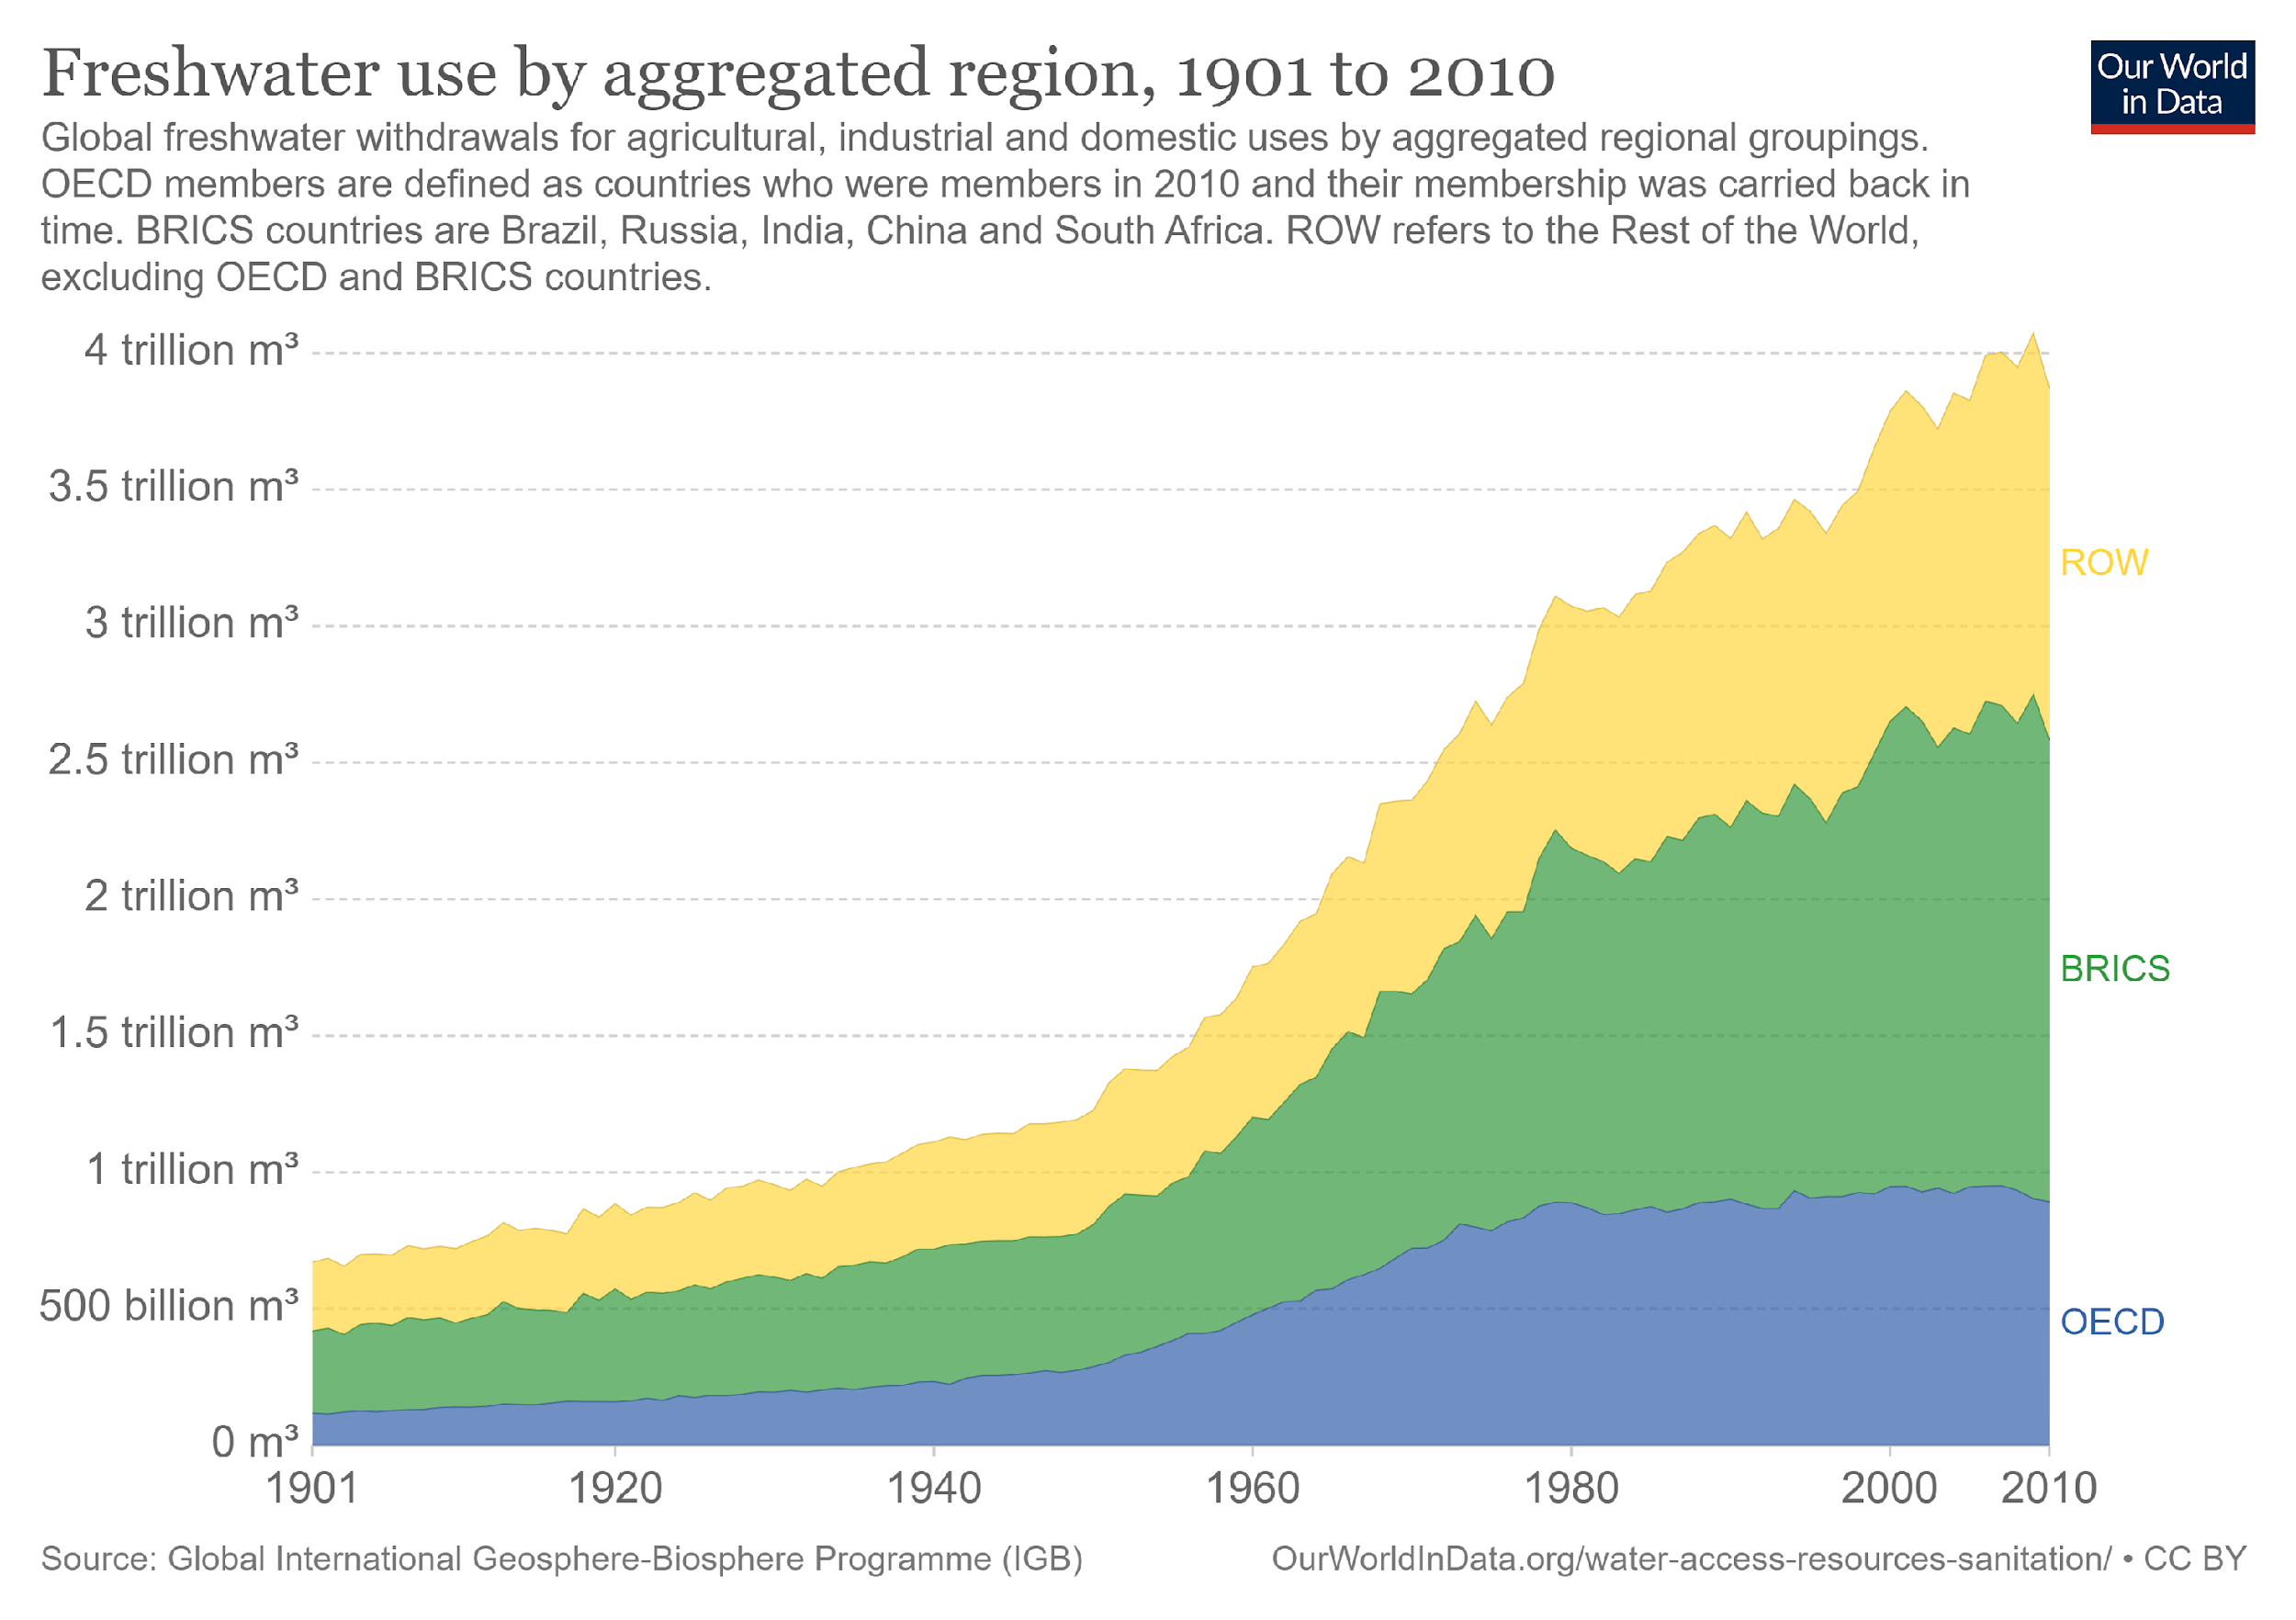 Freshwater use by aggregated region, 1901 to 2010
Our World
in Data
Global freshwater withdrawals for agricultural, industrial and domestic uses by aggregated regional groupings.
OECD members are defined as countries who were members in 2010 and their membership was carried back in
time. BRICS countries are Brazil, Russia, India, China and South Africa. ROW refers to the Rest of the World,
excluding OECD and BRICS countries.
4 trillion m³
3.5 trillion m³
3 trillion m³
2.5 trillion m³
2 trillion m³
1.5 trillion m³
1 trillion m³
500 billion m³
0 m³
ROW
BRICS
OECD
1901 1920 1940 1960 1980 2000 2010
Source: Global International Geosphere-Biosphere Programme (IGB)
OurWorldInData.org/water-access-resources-sanitation/ • CC BY